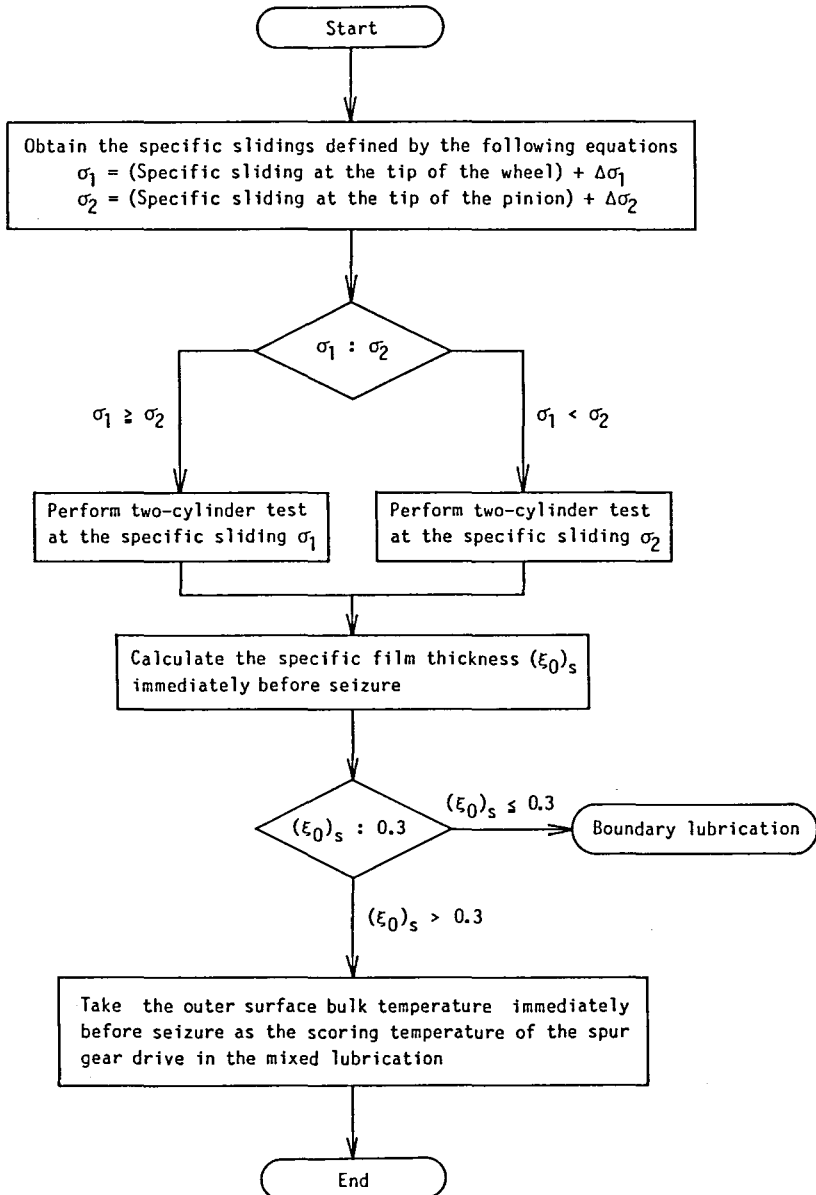 Start
Obtain the specific slidings defined by the following equations
σ₁ = (Specific sliding at the tip of the wheel) + Δσ₁
σ₂ = (Specific sliding at the tip of the pinion) + Δσ₂
σ₁ : σ₂
σ₁ ≧ σ₂
σ₁ < σ₂
Perform two-cylinder test
at the specific sliding σ₁
Perform two-cylinder test
at the specific sliding σ₂
Calculate the specific film thickness (ξ₀)ₛ
immediately before seizure
(ξ₀)ₛ : 0.3
(ξ₀)ₛ ≦ 0.3
Boundary lubrication
(ξ₀)ₛ > 0.3
Take the outer surface bulk temperature immediately
before seizure as the scoring temperature of the spur
gear drive in the mixed lubrication
End